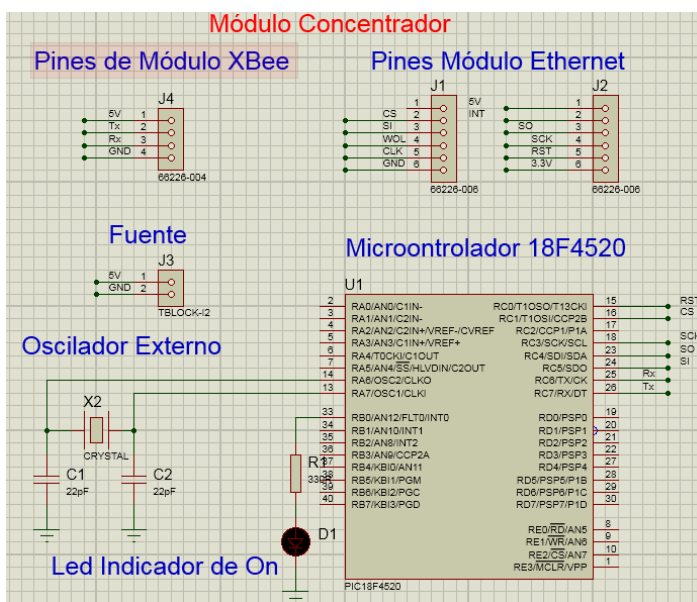 Módulo Concentrador
Pines de Módulo XBee
Pines Módulo Ethernet
J4
5V 1
Tx 2
Rx 3
GND 4
66226-004
J1
1
CS 2
SI 3
WOL 4
CLK 5
GND 6
66226-006
J2
5V 1
INT 2
SO 3
SCK 4
RST 5
3.3V 6
66226-006
Fuente
J3
5V 1
GND 2
TBLOCK-I2
Microontrolador 18F4520
Oscilador Externo
X2
CRYSTAL
C1
22pF
C2
22pF
U1
2 RA0/AN0/C1IN-
3 RA1/AN1/C2IN-
4 RA2/AN2/C2IN+/VREF-/CVREF
5 RA3/AN3/C1IN+/VREF+
6 RA4/T0CKI/C1OUT
7 RA5/AN4/SS/HLVDIN/C2OUT
14 RA6/OSC2/CLKO
13 RA7/OSC1/CLKI
33 RB0/AN12/FLT0/INT0
34 RB1/AN10/INT1
35 RB2/AN8/INT2
36 RB3/AN9/CCP2A
37 RB4/KBI0/AN11
38 RB5/KBI1/PGM
39 RB6/KBI2/PGC
40 RB7/KBI3/PGD
RC0/T1OSO/T13CKI 15 RST
RC1/T1OSI/CCP2B 16 CS
RC2/CCP1/P1A 17
RC3/SCK/SCL 18 SCK
RC4/SDI/SDA 23 SO
RC5/SDO 24 SI
RC6/TX/CK 25 Rx
RC7/RX/DT 26 Tx
RD0/PSP0 19
RD1/PSP1 20
RD2/PSP2 21
RD3/PSP3 22
RD4/PSP4 27
RD5/PSP5/P1B 28
RD6/PSP6/P1C 29
RD7/PSP7/P1D 30
RE0/RD/AN5 8
RE1/WR/AN6 9
RE2/CS/AN7 10
RE3/MCLR/VPP 1
PIC18F4520
R1
330R
D1
Led Indicador de On